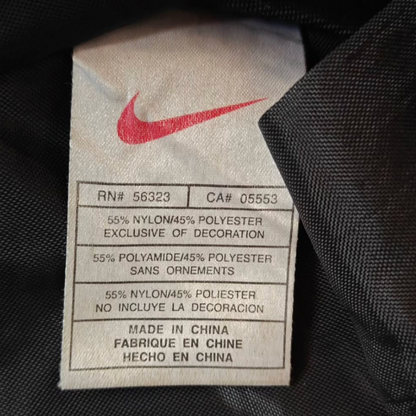 RN# 56323 CA# 05553
55% NYLON/45% POLYESTER
EXCLUSIVE OF DECORATION
55% POLYAMIDE/45% POLYESTER
SANS ORNEMENTS
55% NYLON/45% POLIESTER
NO INCLUYE LA DECORACION
MADE IN CHINA
FABRIQUE EN CHINE
HECHO EN CHINA